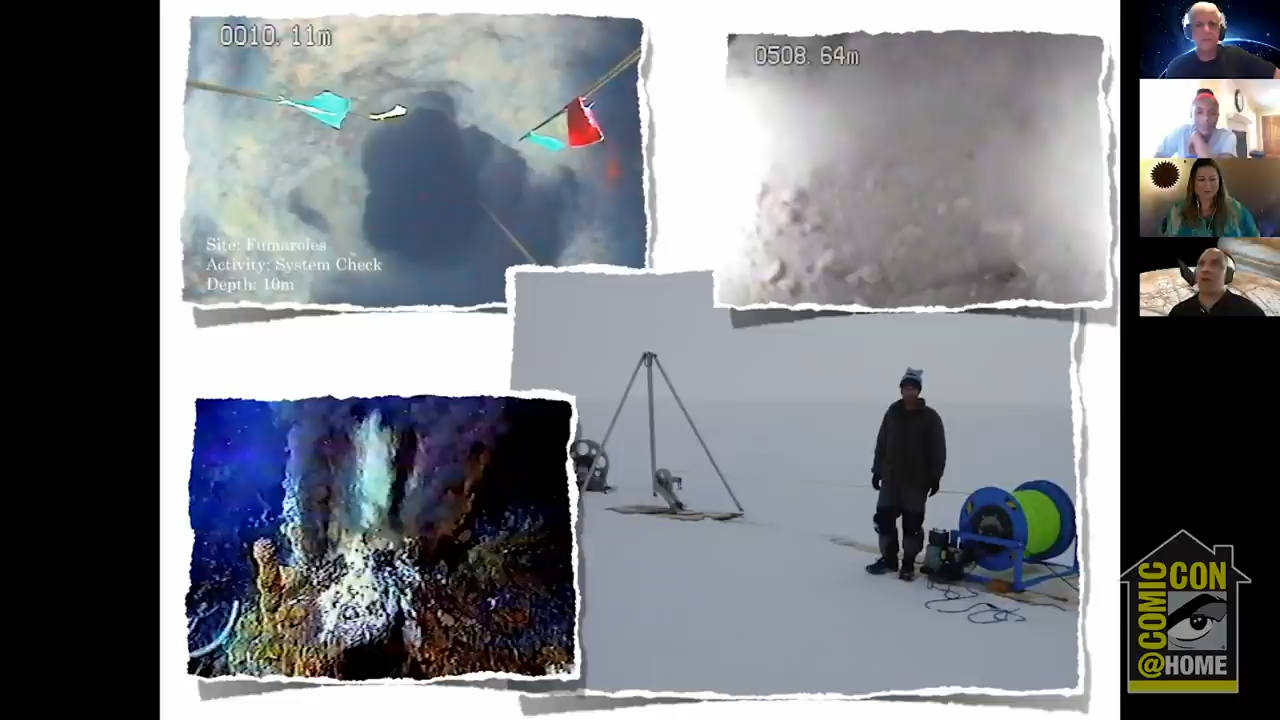 0010.11m
0508.64m
Site: Fumaroles
Activity: System Check
Depth: 10m
COMIC
CON
@HOME